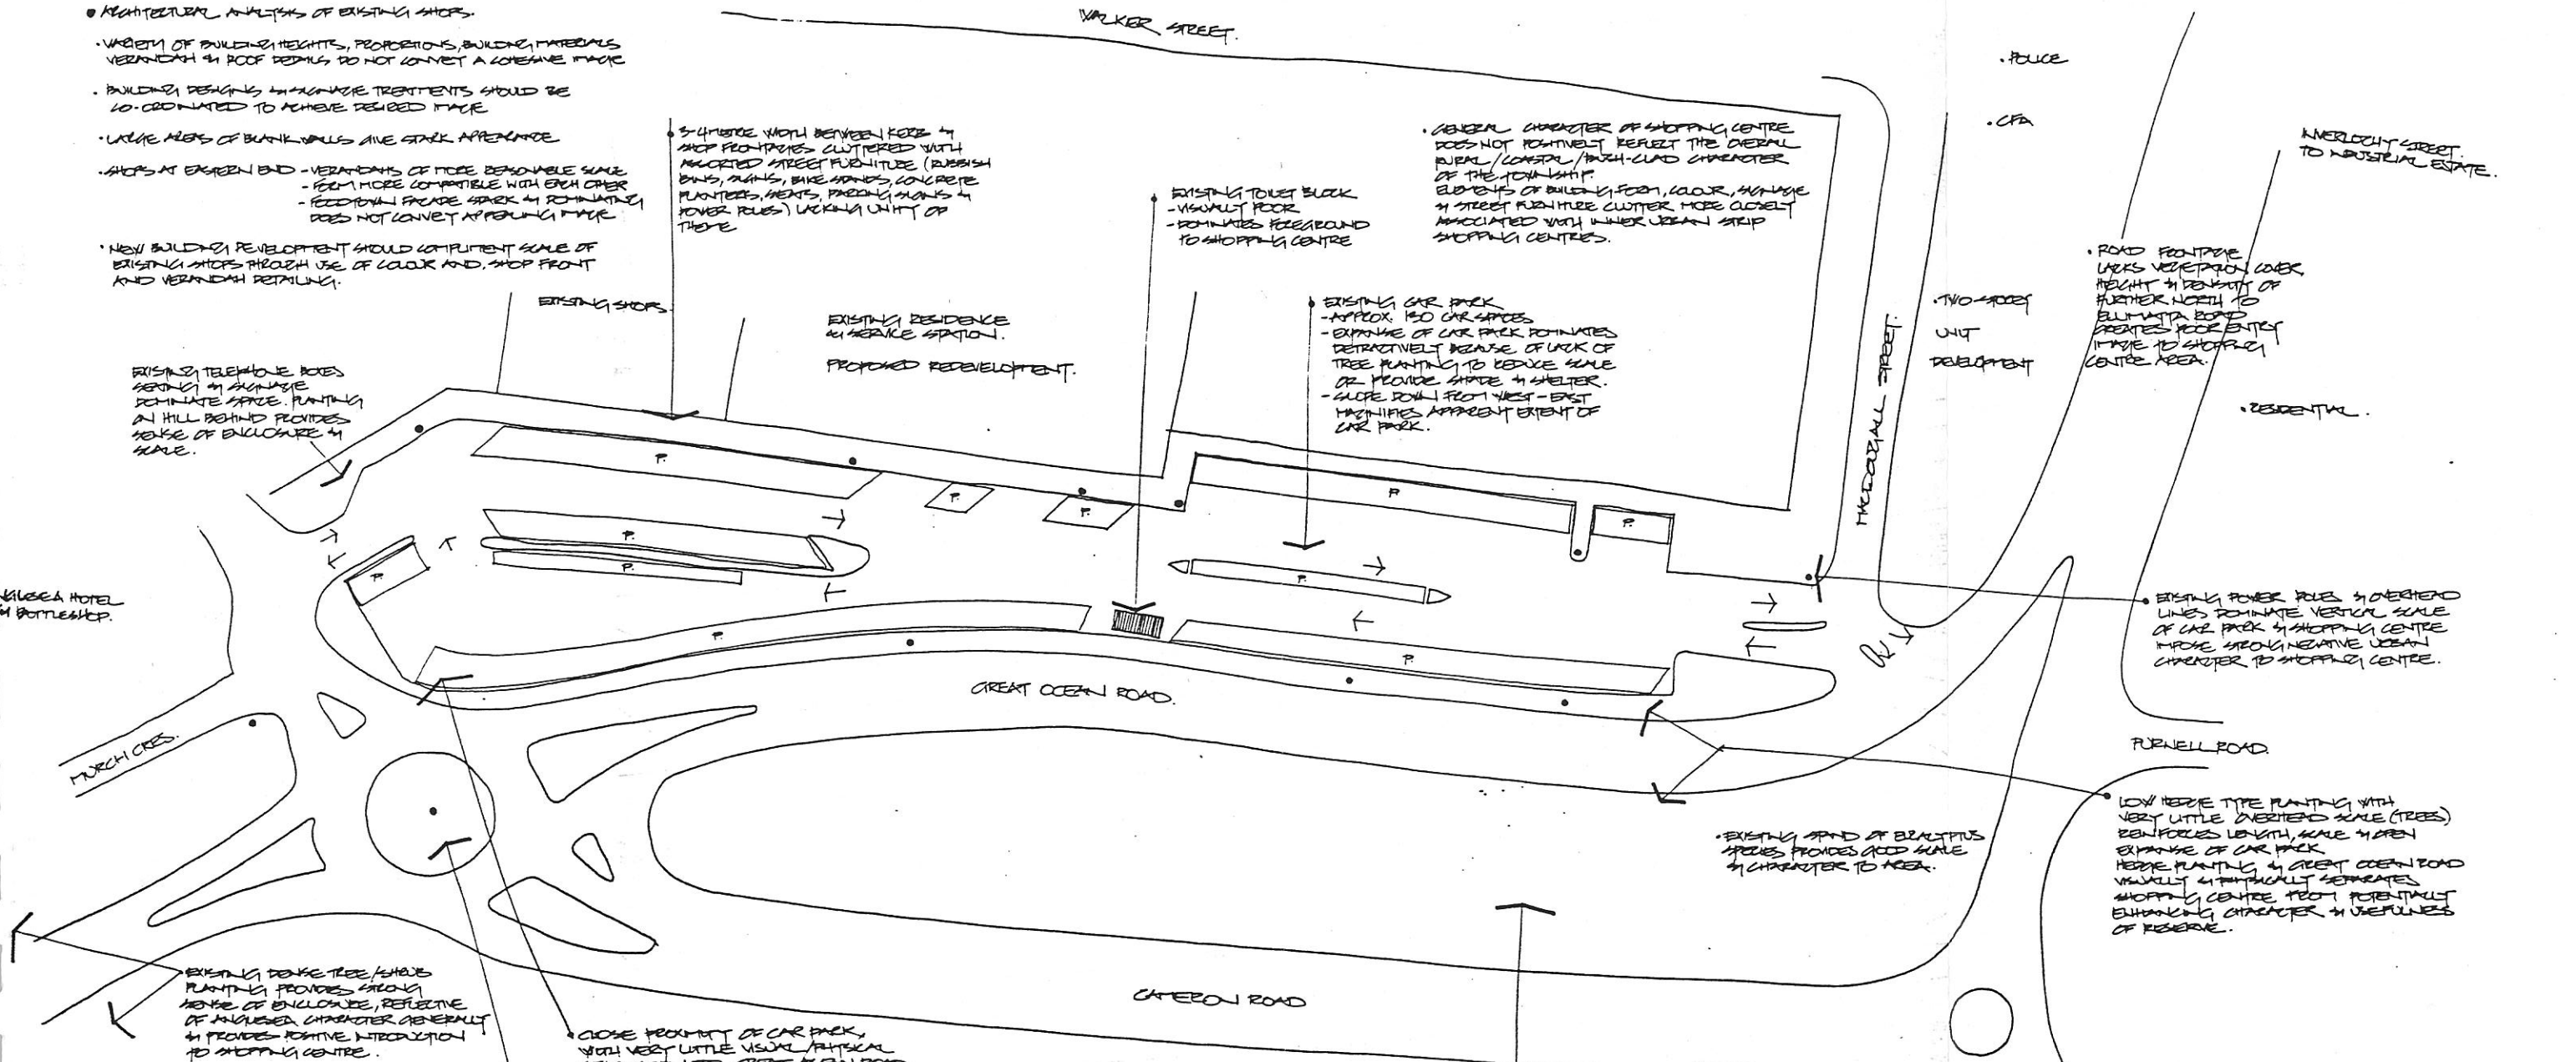 • ARCHITECTURAL ANALYSIS OF EXISTING SHOPS.
• VARIETY OF BUILDING HEIGHTS, PROPORTIONS, BUILDING MATERIALS
VERANDAH & ROOF DETAILS DO NOT CONVEY A COHESIVE IMAGE
• BUILDING DESIGNS & SIGNAGE TREATMENTS SHOULD BE
CO-ORDINATED TO ACHIEVE DESIRED IMAGE
• LARGE AREAS OF BLANK WALLS GIVE STARK APPEARANCE
• SHOPS AT EASTERN END - VERANDAHS OF MORE REASONABLE SCALE
- FORM MORE COMPATIBLE WITH EACH OTHER
- FOODTOWN FACADE STARK & DOMINATING
DOES NOT CONVEY APPEALING IMAGE
• NEW BUILDING DEVELOPMENT SHOULD COMPLIMENT SCALE OF
EXISTING SHOPS THROUGH USE OF COLOUR AND. SHOP FRONT
AND VERANDAH DETAILING.
WALKER STREET.
3-4 METRE WIDTH BETWEEN KERB &
SHOP FRONTAGES CLUTTERED WITH
ASSORTED STREET FURNITURE (RUBBISH
BINS, SIGNS, BIKE STANDS, CONCRETE
PLANTERS, SEATS, PARKING SIGNS &
POWER POLES) LACKING UNITY OF
THEME
EXISTING TOILET BLOCK
- VISUALLY POOR
- DOMINATES FOREGROUND
TO SHOPPING CENTRE
• GENERAL CHARACTER OF SHOPPING CENTRE
DOES NOT POSITIVELY REFLECT THE OVERALL
RURAL/COASTAL/BUSH-CLAD CHARACTER
OF THE TOWNSHIP.
ELEMENTS OF BUILDING FORM, COLOUR, SIGNAGE
& STREET FURNITURE CLUTTER MORE CLOSELY
ASSOCIATED WITH INNER URBAN STRIP
SHOPPING CENTRES.
• POLICE
• CFA
INVERLOCHY STREET.
TO INDUSTRIAL ESTATE.
EXISTING SHOPS.
EXISTING RESIDENCE
& SERVICE STATION.
PROPOSED REDEVELOPMENT.
EXISTING CAR PARK
- APPROX. 130 CAR SPACES
- EXPANSE OF CAR PARK DOMINATES
DETRACTIVELY BECAUSE OF LACK OF
TREE PLANTING TO REDUCE SCALE
OR PROVIDE SHADE & SHELTER.
- SLOPE DOWN FROM WEST-EAST
MAGNIFIES APPARENT EXTENT OF
CAR PARK.
MACDOUGALL STREET.
• TWO-STOREY
UNIT
DEVELOPMENT
• ROAD FRONTAGE
LACKS VEGETATION COVER,
HEIGHT & DENSITY OF
FURTHER NORTH TO
ELLIMATTA ROAD
CREATES POOR ENTRY
IMAGE TO SHOPPING
CENTRE AREA.
• RESIDENTIAL.
EXISTING TELEPHONE BOXES
SEATING & SIGNAGE
DOMINATE SPACE. PLANTING
ON HILL BEHIND PROVIDES
SENSE OF ENCLOSURE &
SCALE.
P.
P.
P.
P
P.
P.
P.
P.
P.
P.
P.
HOTEL
& BOTTLESHOP.
EXISTING POWER POLES & OVERHEAD
LINES DOMINATE VERTICAL SCALE
OF CAR PARK & SHOPPING CENTRE
IMPOSE STRONG NEGATIVE URBAN
CHARACTER TO SHOPPING CENTRE.
GREAT OCEAN ROAD.
MURCH CRES.
PURNELL ROAD.
LOW HEDGE TYPE PLANTING WITH
VERY LITTLE OVERHEAD SCALE (TREES)
REINFORCES LENGTH, SCALE & OPEN
EXPANSE OF CAR PARK
HEDGE PLANTING & GREAT OCEAN ROAD
VISUALLY & PHYSICALLY SEPARATES
SHOPPING CENTRE FROM POTENTIALLY
ENHANCING CHARACTER & USEFULNESS
OF RESERVE.
• EXISTING STAND OF EUCALYPTUS
SPECIES PROVIDES GOOD SCALE
& CHARACTER TO AREA.
EXISTING DENSE TREE/SHRUB
PLANTING PROVIDES STRONG
SENSE OF ENCLOSURE, REFLECTIVE
OF ANGLESEA CHARACTER GENERALLY
& PROVIDES POSITIVE INTRODUCTION
TO SHOPPING CENTRE.
CAMERON ROAD
CLOSE PROXIMITY OF CAR PARK,
WITH VERY LITTLE VISUAL/PHYSICAL